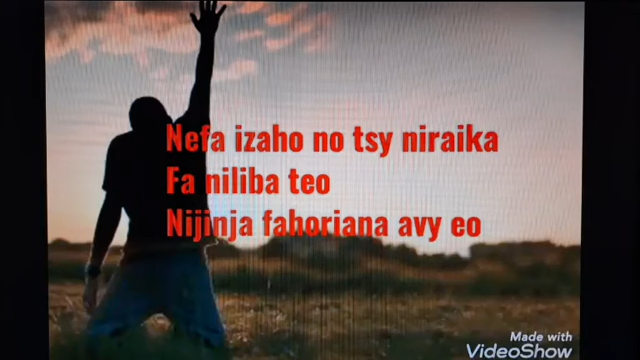 Nefa izaho no tsy niraika
Fa niliba teo
Nijinja fahoriana avy eo
Made with
VideoShow